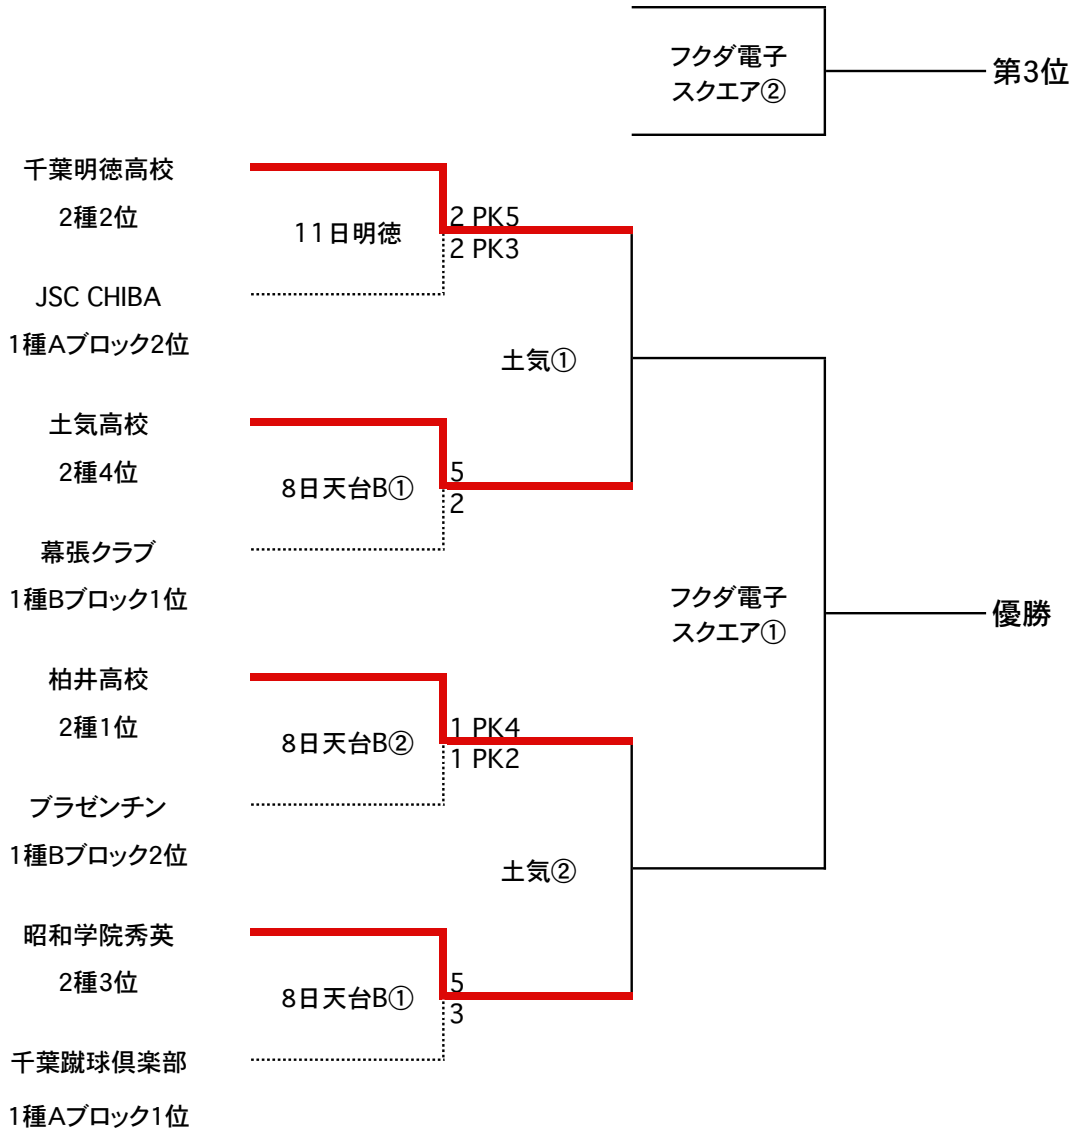 フクダ電子
スクエア②
第3位
千葉明徳高校
2種2位
11日明徳
2 PK5
2 PK3
JSC CHIBA
1種Aブロック2位
土気①
土気高校
2種4位
8日天台B①
5
2
幕張クラブ
1種Bブロック1位
フクダ電子
スクエア①
優勝
柏井高校
2種1位
8日天台B②
1 PK4
1 PK2
ブラゼンチン
1種Bブロック2位
土気②
昭和学院秀英
2種3位
8日天台B①
5
3
千葉蹴球倶楽部
1種Aブロック1位